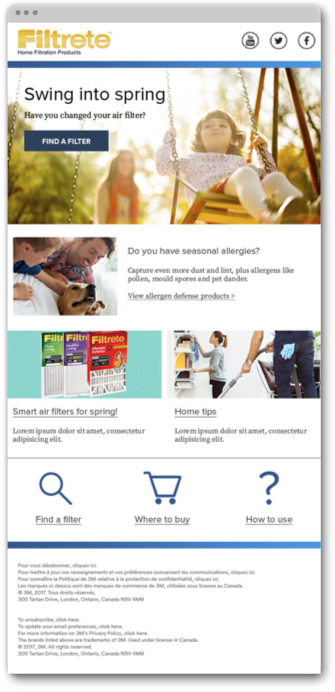 Filtrete™
Home Filtration Products
You
Tube
Swing into spring
Have you changed your air filter?
FIND A FILTER
Do you have seasonal allergies?
Capture even more dust and lint, plus allergens like
pollen, mould spores and pet dander.
View allergen defense products >
Filtrete
Smart air filters for spring!
Home tips
Lorem ipsum dolor sit amet, consectetur
adipisicing elit.
Lorem ipsum dolor sit amet, consectetur
adipisicing elit.
Find a filter
Where to buy
How to use
Pour vous désabonner, cliquez ici.
Pour mettre à jour vos renseignements et vos préférences concernant les communications, cliquez ici.
Pour connaître la Politique de 3M relative à la protection de confidentialité, cliquez ici.
Les marques ci-dessus sont des marques de commerce de 3M, utilisées sous licence au Canada.
© 3M, 2017. Tous droits réservés.
300 Tartan Drive, London, Ontario, Canada N5V 4M9
To unsubscribe, click here.
To update your email preferences, click here.
For more information on 3M's Privacy Policy, click here.
The brands listed above are trademarks of 3M. Used under license in Canada.
© 2017, 3M. All rights reserved.
300 Tartan Drive, London, Ontario, Canada N5V 4M9